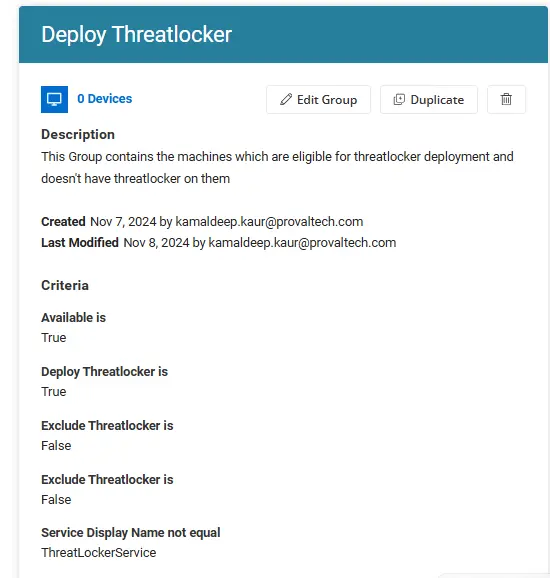 Deploy Threatlocker
0 Devices
Edit Group
Duplicate
Description
This Group contains the machines which are eligible for threatlocker deployment and
doesn't have threatlocker on them
Created Nov 7, 2024 by kamaldeep.kaur@provaltech.com
Last Modified Nov 8, 2024 by kamaldeep.kaur@provaltech.com
Criteria
Available is
True
Deploy Threatlocker is
True
Exclude Threatlocker is
False
Exclude Threatlocker is
False
Service Display Name not equal
ThreatLockerService